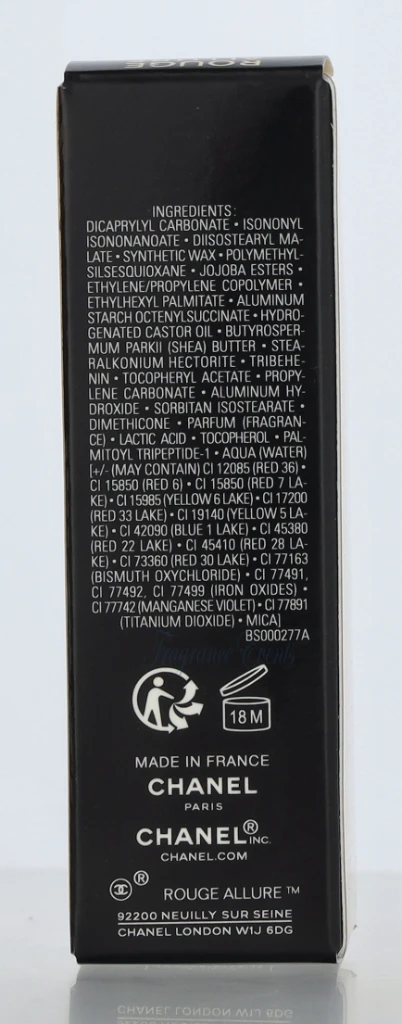 ROUGE
INGREDIENTS:
DICAPRYLYL CARBONATE • ISONONYL
ISONONANOATE • DIISOSTEARYL MA-
LATE • SYNTHETIC WAX • POLYMETHYL-
SILSESQUIOXANE • JOJOBA ESTERS •
ETHYLENE/PROPYLENE COPOLYMER •
ETHYLHEXYL PALMITATE • ALUMINUM
STARCH OCTENYLSUCCINATE • HYDRO-
GENATED CASTOR OIL • BUTYROSPER-
MUM PARKII (SHEA) BUTTER • STEA-
RALKONIUM HECTORITE • TRIBEHE-
NIN • TOCOPHERYL ACETATE • PROPY-
LENE CARBONATE • ALUMINUM HY-
DROXIDE • SORBITAN ISOSTEARATE •
DIMETHICONE • PARFUM (FRAGRAN-
CE) • LACTIC ACID • TOCOPHEROL • PAL-
MITOYL TRIPEPTIDE-1 • AQUA (WATER)
[+/- (MAY CONTAIN) CI 12085 (RED 36) •
CI 15850 (RED 6) • CI 15850 (RED 7 LA-
KE) • CI 15985 (YELLOW 6 LAKE) • CI 17200
(RED 33 LAKE) • CI 19140 (YELLOW 5 LA-
KE) • CI 42090 (BLUE 1 LAKE) • CI 45380
(RED 22 LAKE) • CI 45410 (RED 28 LA-
KE) • CI 73360 (RED 30 LAKE) • CI 77163
(BISMUTH OXYCHLORIDE) • CI 77491,
CI 77492, CI 77499 (IRON OXIDES) •
CI 77742 (MANGANESE VIOLET) • CI 77891
(TITANIUM DIOXIDE) • MICA]
BS000277A
18 M
MADE IN FRANCE
CHANEL
PARIS
CHANEL® INC.
CHANEL.COM
® ROUGE ALLURE™
92200 NEUILLY SUR SEINE
CHANEL LONDON W1J 6DG